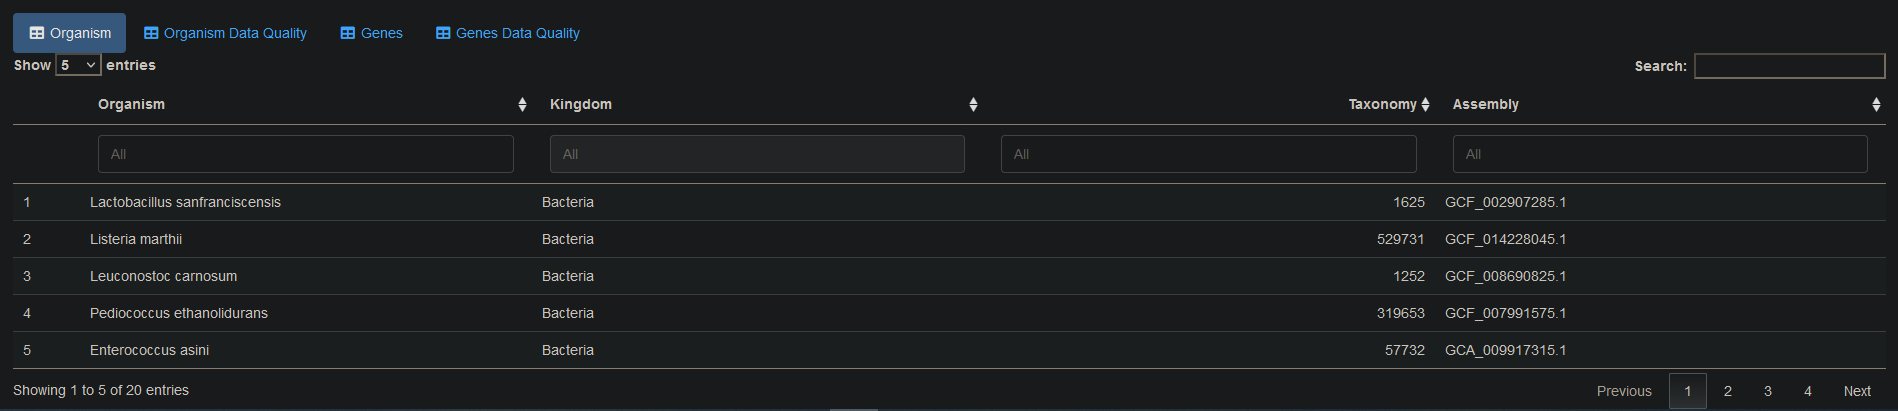 Organism Organism Data Quality Genes Genes Data Quality
Show 5 entries Search:
Organism Kingdom Taxonomy Assembly
All All All All
1 Lactobacillus sanfranciscensis Bacteria 1625 GCF_002907285.1
2 Listeria marthii Bacteria 529731 GCF_014228045.1
3 Leuconostoc carnosum Bacteria 1252 GCF_008690825.1
4 Pediococcus ethanolidurans Bacteria 319653 GCF_007991575.1
5 Enterococcus asini Bacteria 57732 GCA_009917315.1
Showing 1 to 5 of 20 entries Previous 1 2 3 4 Next